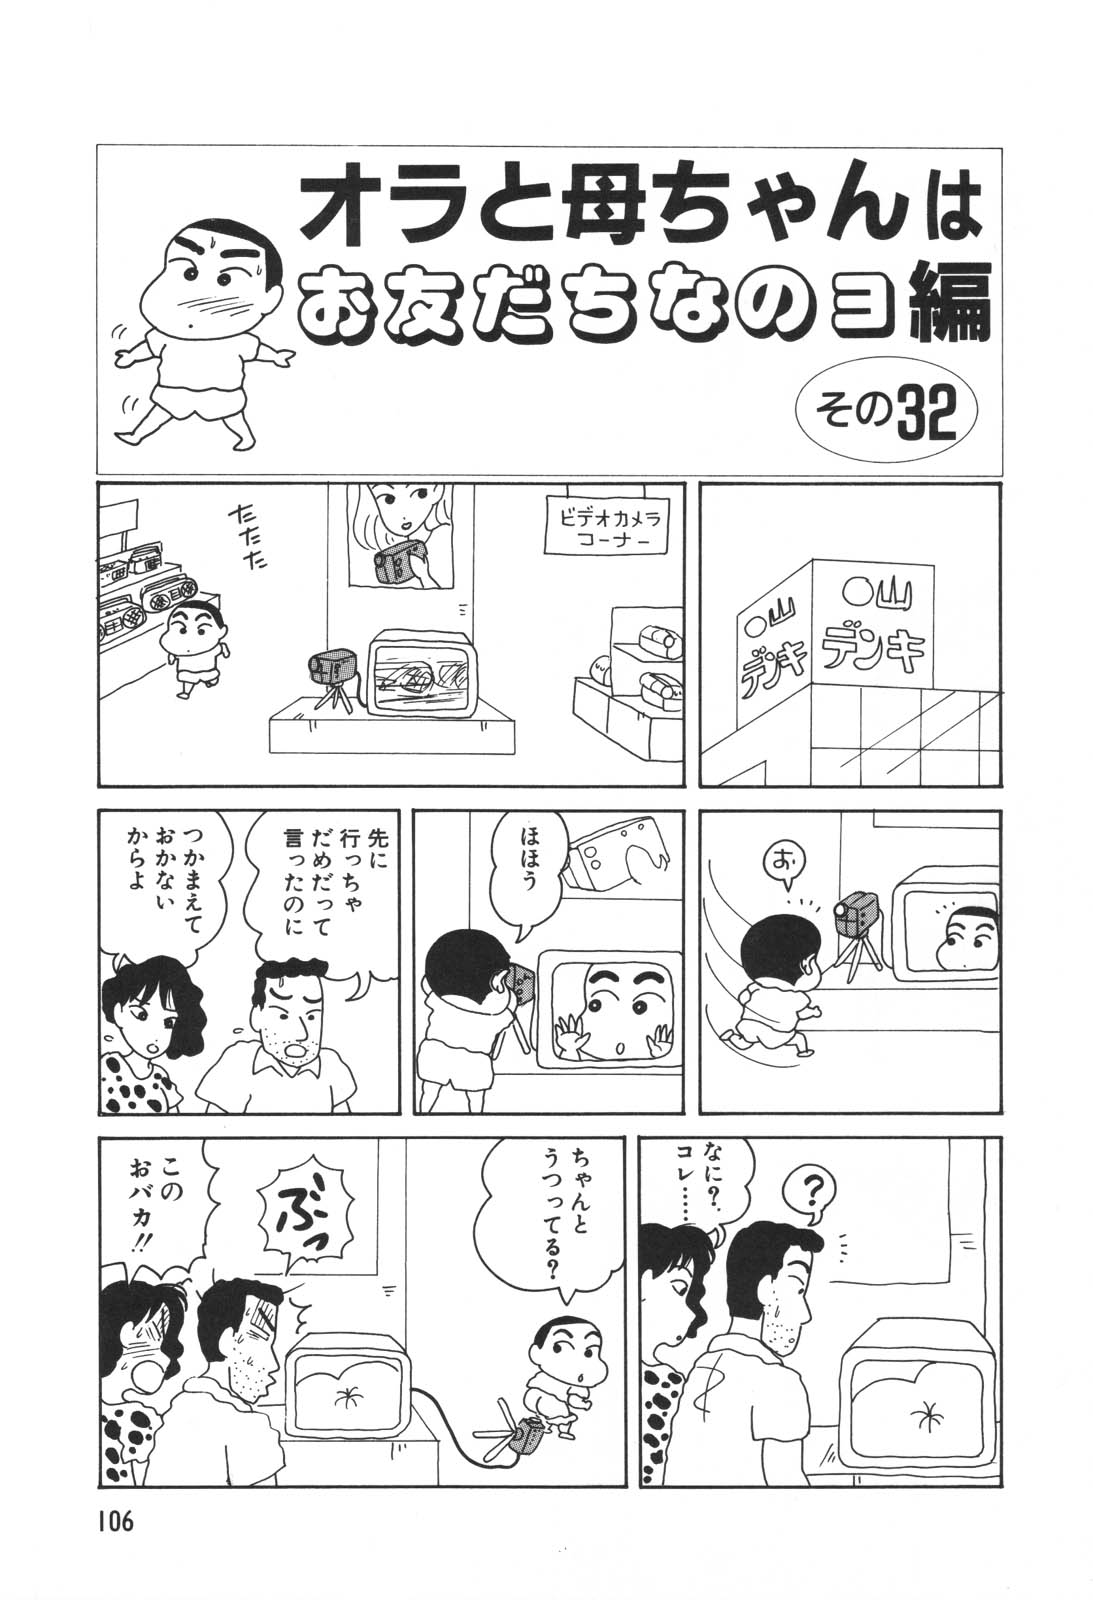 オラと母ちゃんは
お友だちなのヨ編
その32
〇山
デンキ
〇山
デンキ
ビデオカメラ
コーナー
たたた
お
ほほう
先に
行っちゃ
だめだって
言ったのに
つかまえて
おかない
からよ
？
なに？
コレ……
ちゃんと
うつってる？
ぶっ
この
おバカ!!
106